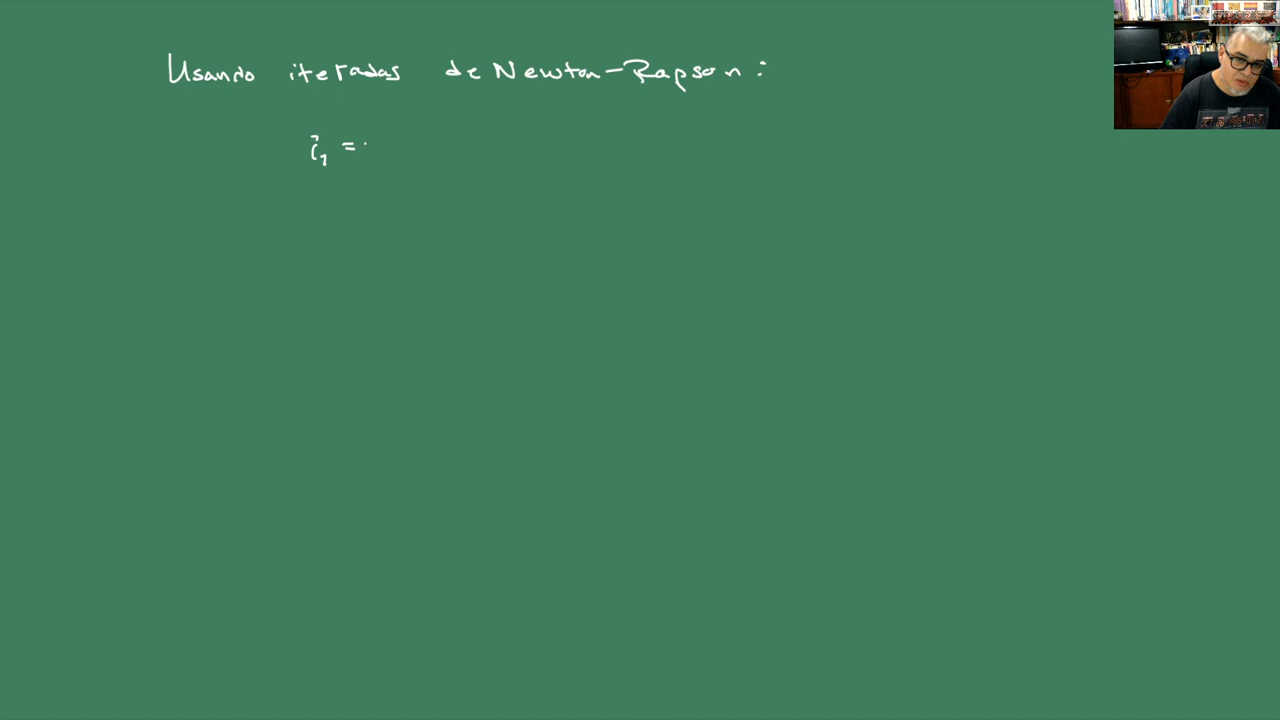 Usando iteradas de Newton-Rapson:
i₁ =